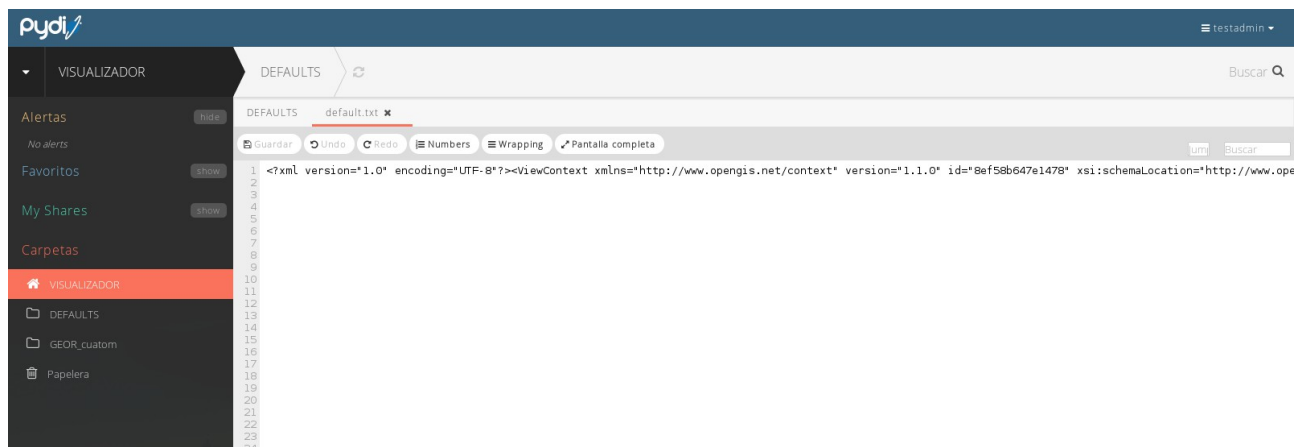 pydi
testadmin
VISUALIZADOR
DEFAULTS
Buscar
Alertas
hide
No alerts
Favoritos
show
My Shares
show
Carpetas
VISUALIZADOR
DEFAULTS
GEOR_cuatom
Papelera
DEFAULTS default.txt
Guardar Undo Redo Numbers Wrapping Pantalla completa
Buscar
1 <?xml version="1.0" encoding="UTF-8"?><ViewContext xmlns="http://www.opengis.net/context" version="1.1.0" id="8ef58b647e1478" xsi:schemaLocation="http://www.ope
2
3
4
5
6
7
8
9
10
11
12
13
14
15
16
17
18
19
20
21
22
23